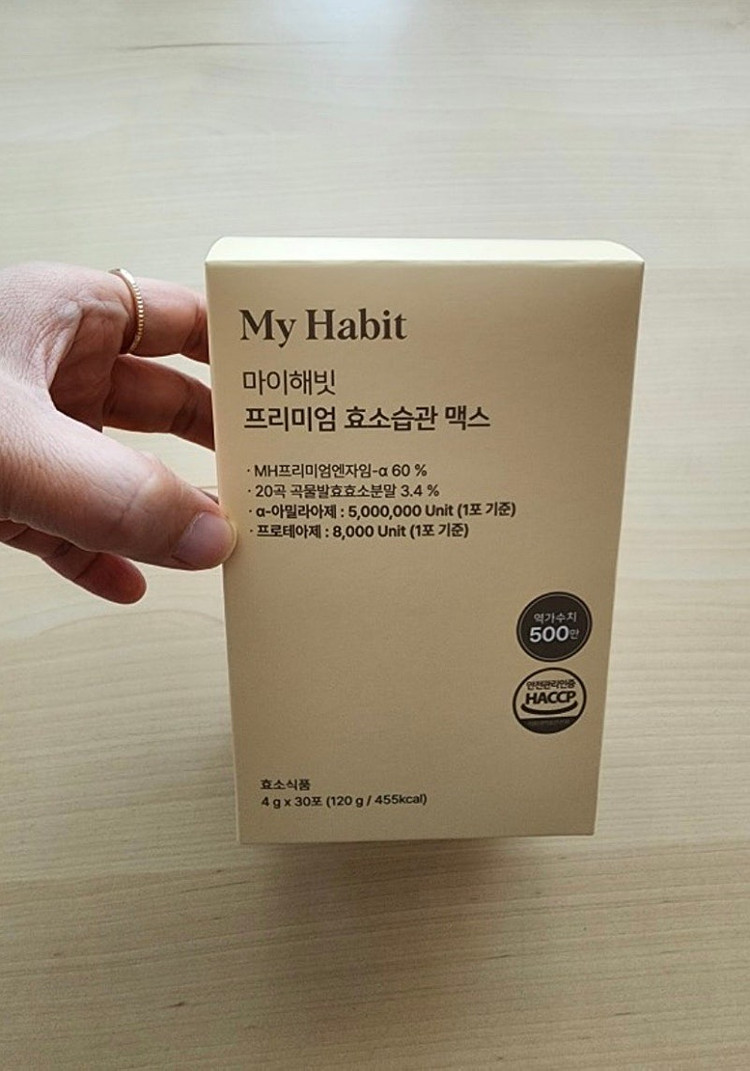 My Habit
마이해빗
프리미엄 효소습관 맥스
· MH프리미엄엔자임-α 60 %
· 20곡 곡물발효효소분말 3.4 %
· α-아밀라아제 : 5,000,000 Unit (1포 기준)
· 프로테아제 : 8,000 Unit (1포 기준)
역가수치
500만
안전관리인증
HACCP
효소식품
4 g x 30포 (120 g / 455kcal)